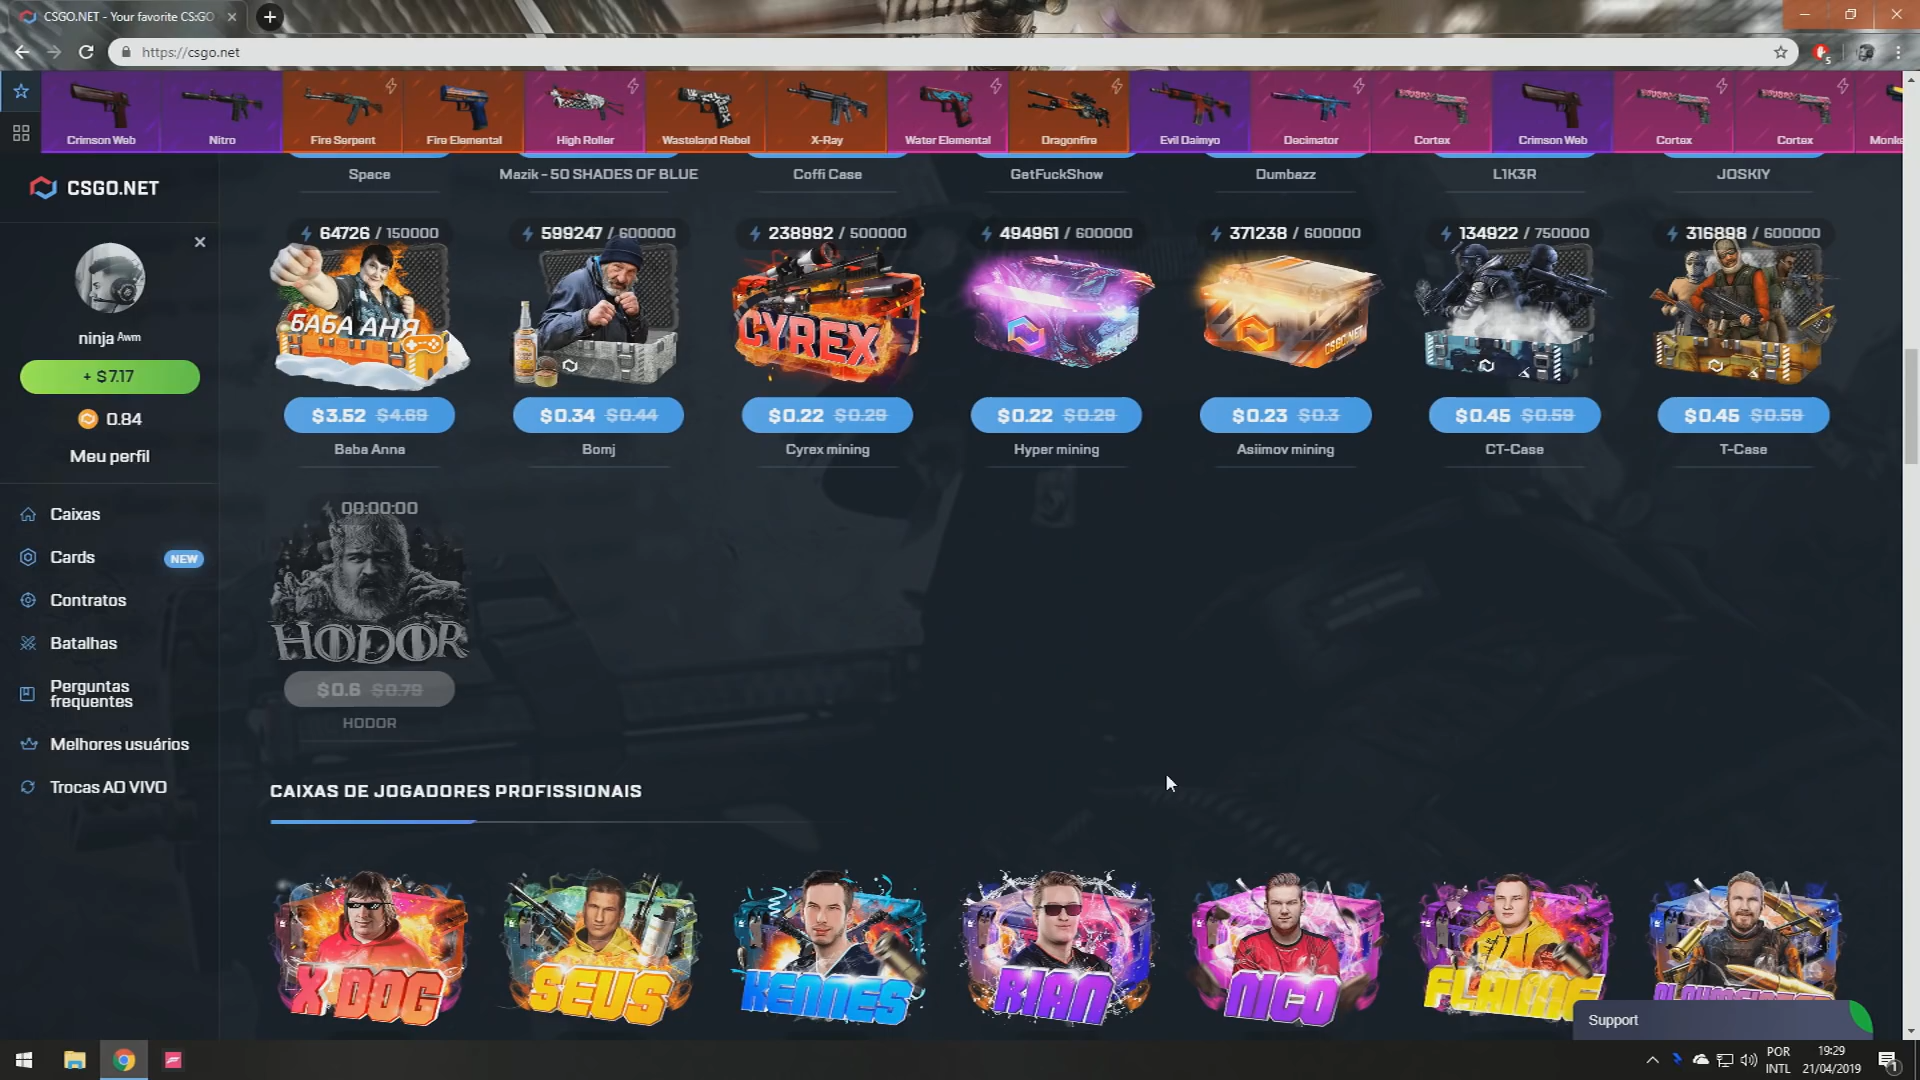 CSGO.NET - Your favorite CS:GO
https://csgo.net
Crimson Web
Nitro
Fire Serpent
Fire Elemental
High Roller
Wasteland Rebel
X-Ray
Water Elemental
Dragonfire
Evil Daimyo
Decimator
Cortex
Crimson Web
Cortex
Cortex
Monke
CSGO.NET
ninja Awm
+ $7.17
0.84
Meu perfil
Caixas
Cards
NEW
Contratos
Batalhas
Perguntas
frequentes
Melhores usuários
Trocas AO VIVO
Space
Mazik - 50 SHADES OF BLUE
Coffi Case
GetFuckShow
Dumbazz
L1K3R
JOSKIY
64726 / 150000
599247 / 600000
238992 / 500000
494961 / 600000
371238 / 600000
134922 / 750000
316898 / 600000
БАБА АНЯ
CYREX
CSGO.NET
$3.52 $4.69
$0.34 $0.44
$0.22 $0.29
$0.22 $0.29
$0.23 $0.3
$0.45 $0.59
$0.45 $0.59
Baba Anna
Bomj
Cyrex mining
Hyper mining
Asiimov mining
CT-Case
T-Case
00:00:00
HODOR
$0.6 $0.79
HODOR
CAIXAS DE JOGADORES PROFISSIONAIS
X DOG
SEUS
KENNES
RIAN
NICO
Support
POR
INTL
19:29
21/04/2019